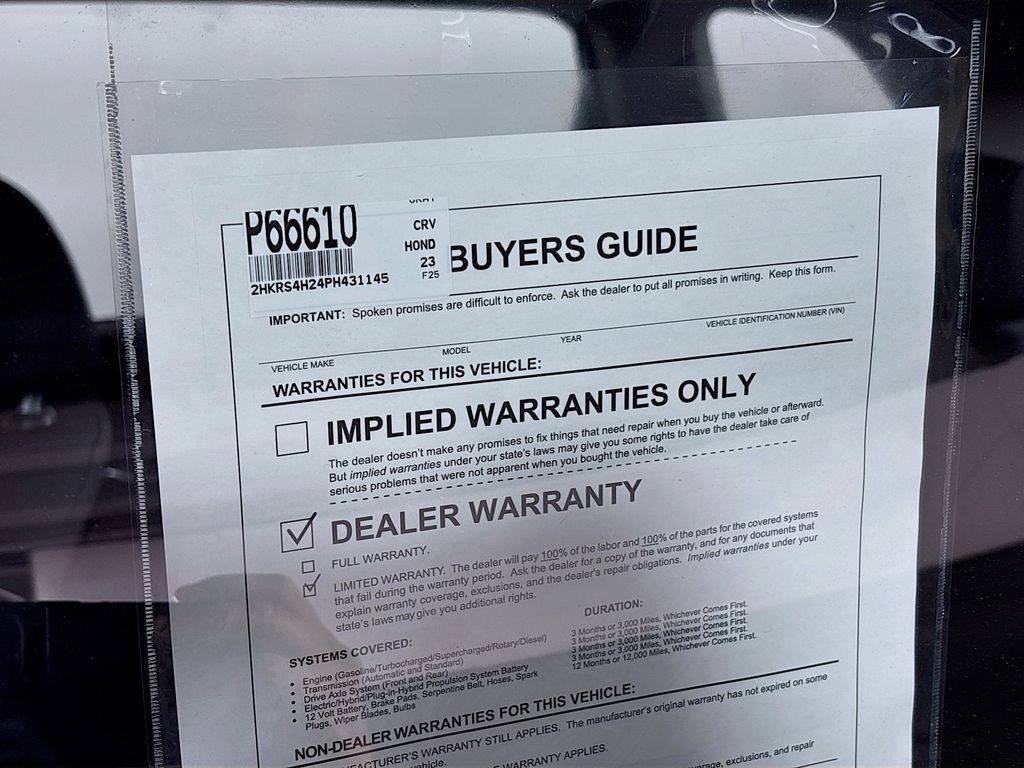 P66610
CRV
HOND
23
F25
2HKRS4H24PH431145
BUYERS GUIDE
IMPORTANT: Spoken promises are difficult to enforce. Ask the dealer to put all promises in writing. Keep this form.
VEHICLE MAKE MODEL YEAR VEHICLE IDENTIFICATION NUMBER (VIN)
WARRANTIES FOR THIS VEHICLE:
IMPLIED WARRANTIES ONLY
The dealer doesn't make any promises to fix things that need repair when you buy the vehicle or afterward.
But implied warranties under your state's laws may give you some rights to have the dealer take care of
serious problems that were not apparent when you bought the vehicle.
DEALER WARRANTY
FULL WARRANTY.
LIMITED WARRANTY. The dealer will pay 100% of the labor and 100% of the parts for the covered systems
that fail during the warranty period. Ask the dealer for a copy of the warranty, and for any documents that
explain warranty coverage, exclusions, and the dealer's repair obligations. Implied warranties under your
state's laws may give you additional rights.
SYSTEMS COVERED: DURATION:
• Engine (Gasoline/Turbocharged/Supercharged/Rotary/Diesel) 3 Months or 3,000 Miles, Whichever Comes First.
• Transmission (Automatic and Standard) 3 Months or 3,000 Miles, Whichever Comes First.
• Drive Axle System (Front and Rear) 3 Months or 3,000 Miles, Whichever Comes First.
• Electric/Hybrid/Plug-in-Hybrid Propulsion System Battery 3 Months or 3,000 Miles, Whichever Comes First.
• 12 Volt Battery, Brake Pads, Serpentine Belt, Hoses, Spark 12 Months or 12,000 Miles, Whichever Comes First.
Plugs, Wiper Blades, Bulbs
NON-DEALER WARRANTIES FOR THIS VEHICLE:
WARRANTY STILL APPLIES. The manufacturer's original warranty has not expired on some
WARRANTY APPLIES.
exclusions, and repair